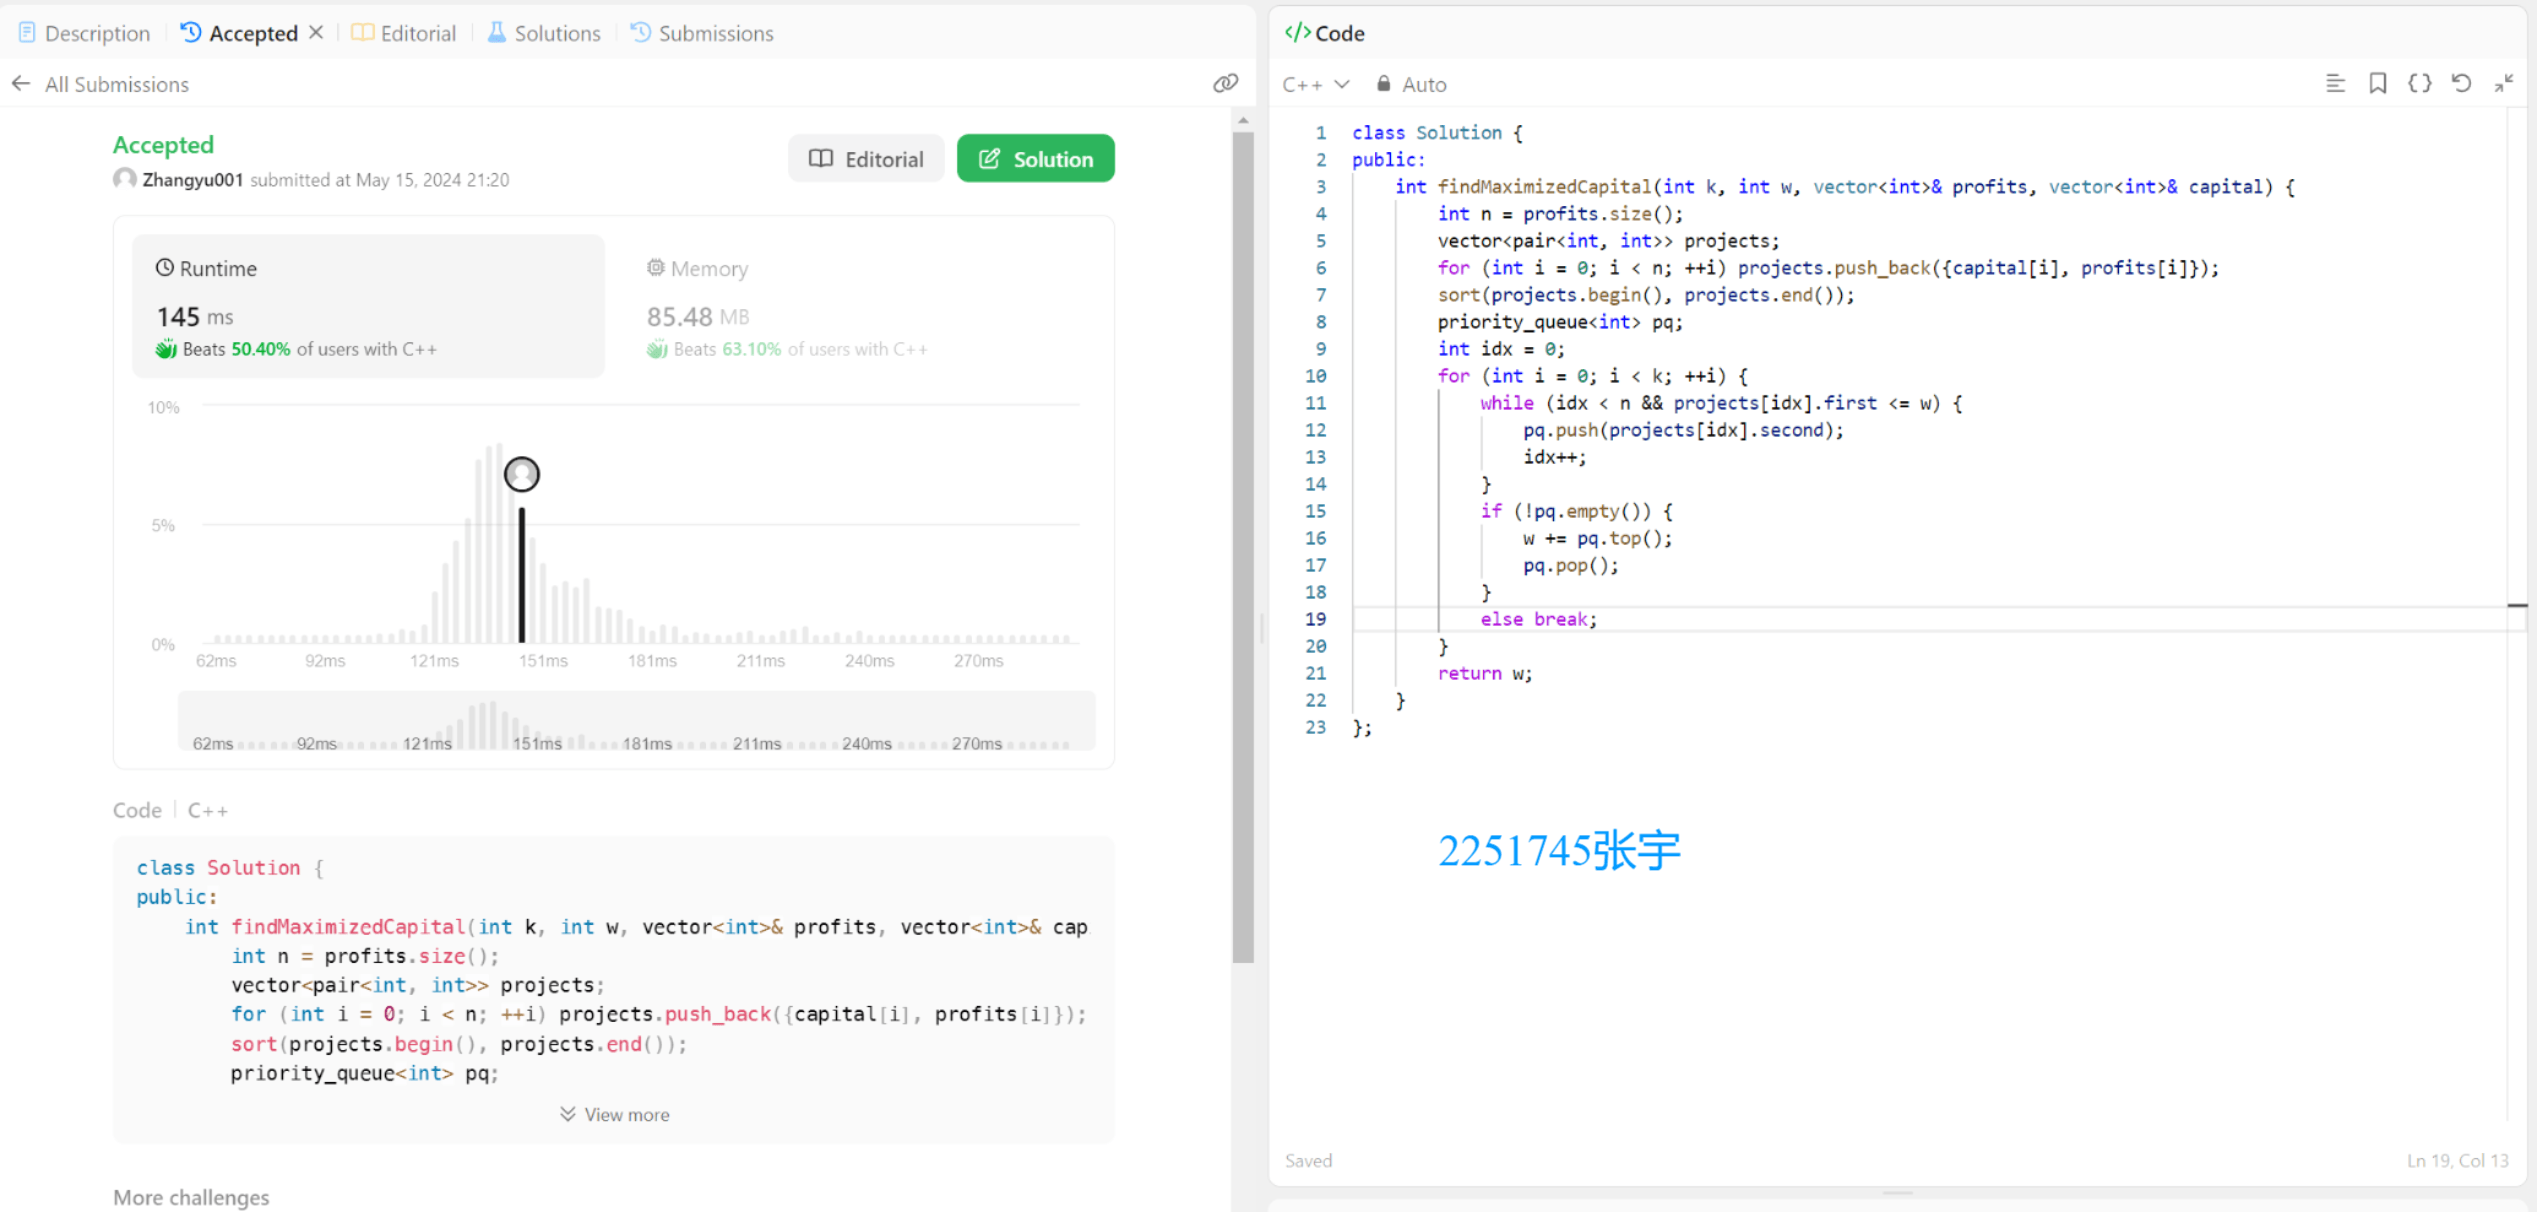 Description Accepted Editorial Solutions Submissions
All Submissions
Accepted
Zhangyu001 submitted at May 15, 2024 21:20
Editorial
Solution
Runtime
145 ms
Beats 50.40% of users with C++
Memory
85.48 MB
Beats 63.10% of users with C++
10%
5%
0%
62ms 92ms 121ms 151ms 181ms 211ms 240ms 270ms
62ms 92ms 121ms 151ms 181ms 211ms 240ms 270ms
Code C++
class Solution {
public:
    int findMaximizedCapital(int k, int w, vector<int>& profits, vector<int>& cap
        int n = profits.size();
        vector<pair<int, int>> projects;
        for (int i = 0; i < n; ++i) projects.push_back({capital[i], profits[i]});
        sort(projects.begin(), projects.end());
        priority_queue<int> pq;
View more
More challenges
</> Code
C++ Auto
1 class Solution {
2 public:
3     int findMaximizedCapital(int k, int w, vector<int>& profits, vector<int>& capital) {
4         int n = profits.size();
5         vector<pair<int, int>> projects;
6         for (int i = 0; i < n; ++i) projects.push_back({capital[i], profits[i]});
7         sort(projects.begin(), projects.end());
8         priority_queue<int> pq;
9         int idx = 0;
10         for (int i = 0; i < k; ++i) {
11             while (idx < n && projects[idx].first <= w) {
12                 pq.push(projects[idx].second);
13                 idx++;
14             }
15             if (!pq.empty()) {
16                 w += pq.top();
17                 pq.pop();
18             }
19             else break;
20         }
21         return w;
22     }
23 };
2251745张宇
Saved
Ln 19, Col 13